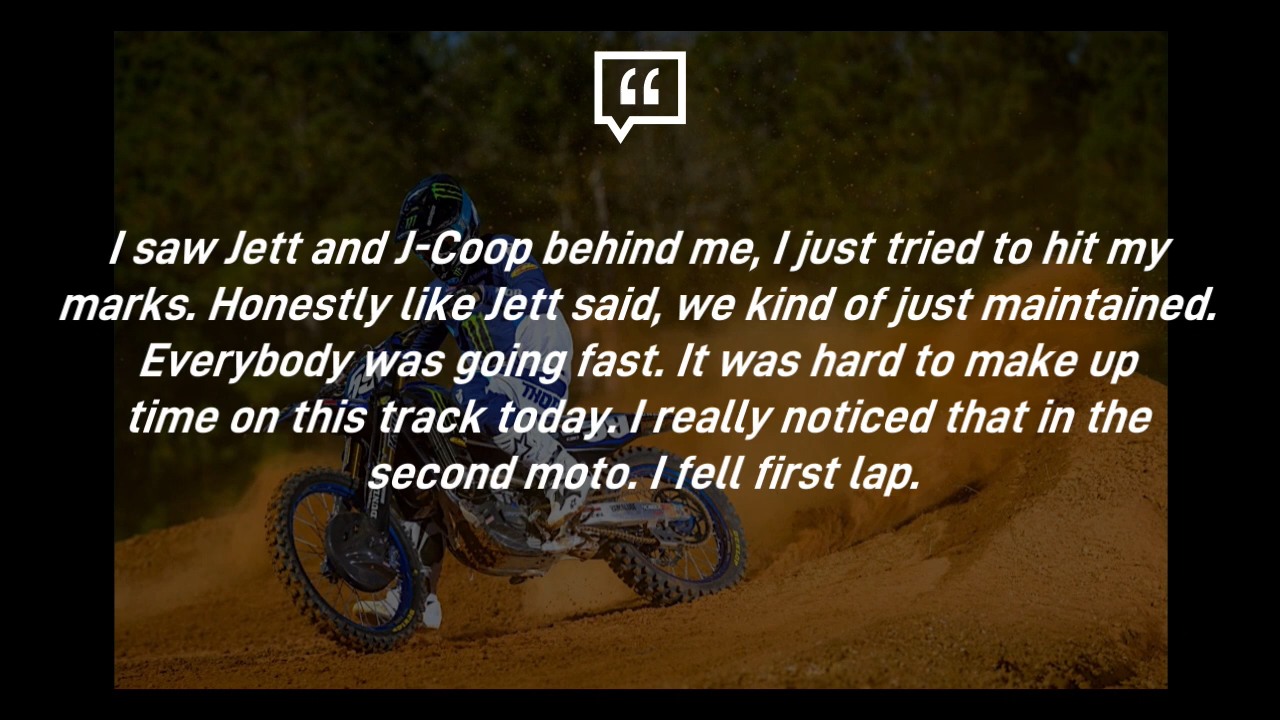 “
I saw Jett and J-Coop behind me, I just tried to hit my
marks. Honestly like Jett said, we kind of just maintained.
Everybody was going fast. It was hard to make up
time on this track today. I really noticed that in the
second moto. I fell first lap.
THOR